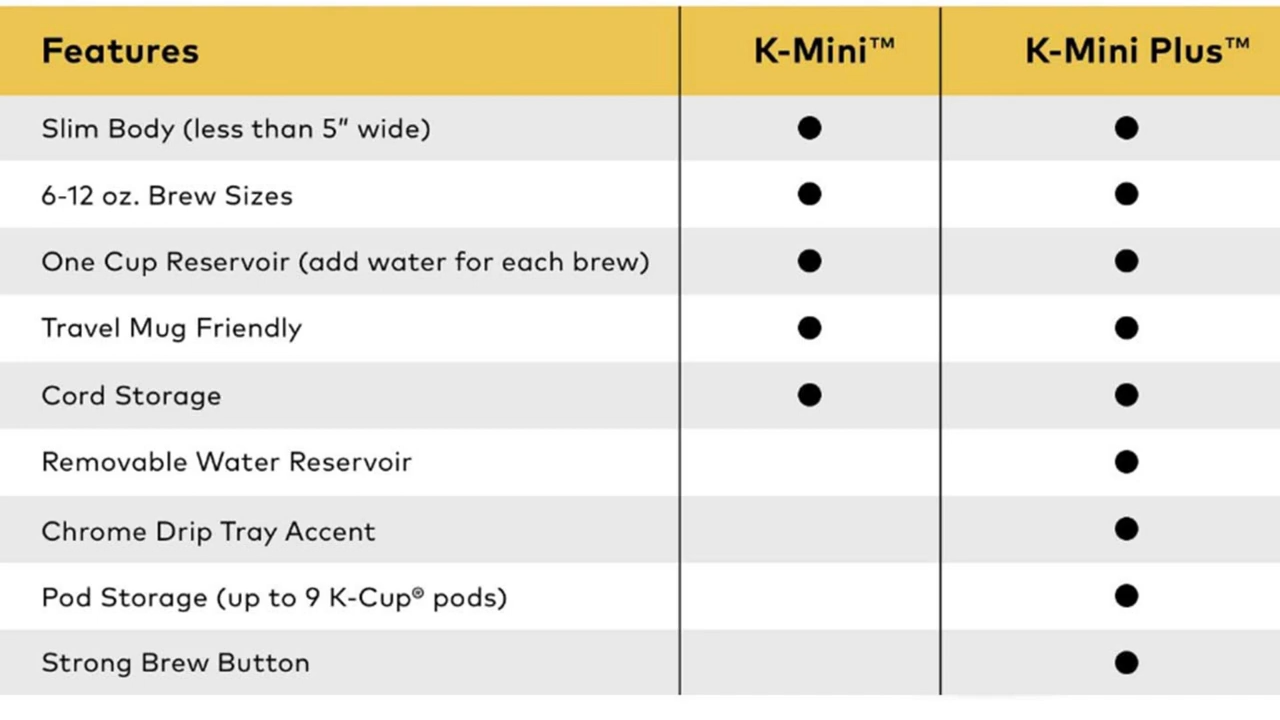 Features K-Mini™ K-Mini Plus™
Slim Body (less than 5″ wide) ● ●
6-12 oz. Brew Sizes ● ●
One Cup Reservoir (add water for each brew) ● ●
Travel Mug Friendly ● ●
Cord Storage ● ●
Removable Water Reservoir ●
Chrome Drip Tray Accent ●
Pod Storage (up to 9 K-Cup® pods) ●
Strong Brew Button ●